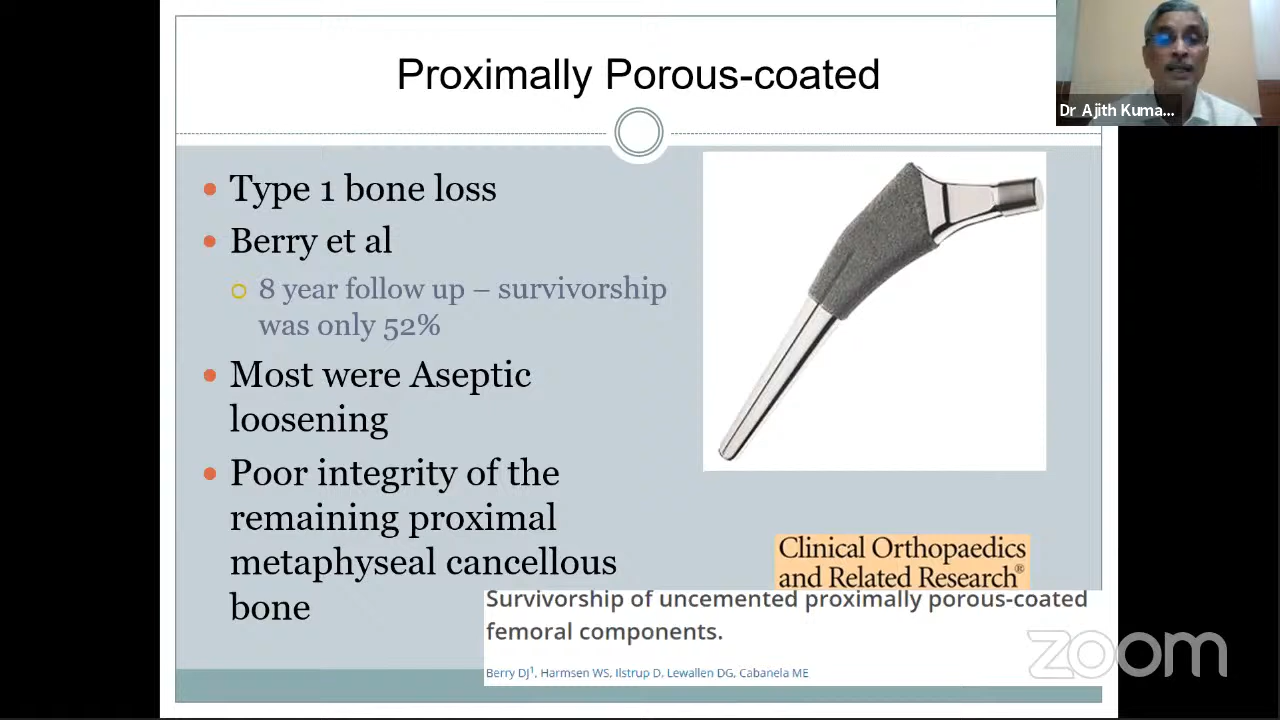 Proximally Porous-coated
Dr Ajith Kuma...
• Type 1 bone loss
• Berry et al
8 year follow up – survivorship
was only 52%
• Most were Aseptic
loosening
• Poor integrity of the
remaining proximal
metaphyseal cancellous
bone
Clinical Orthopaedics
and Related Research®
Survivorship of uncemented proximally porous-coated
femoral components.
Berry DJ1, Harmsen WS, Ilstrup D, Lewallen DG, Cabanela ME
zoom